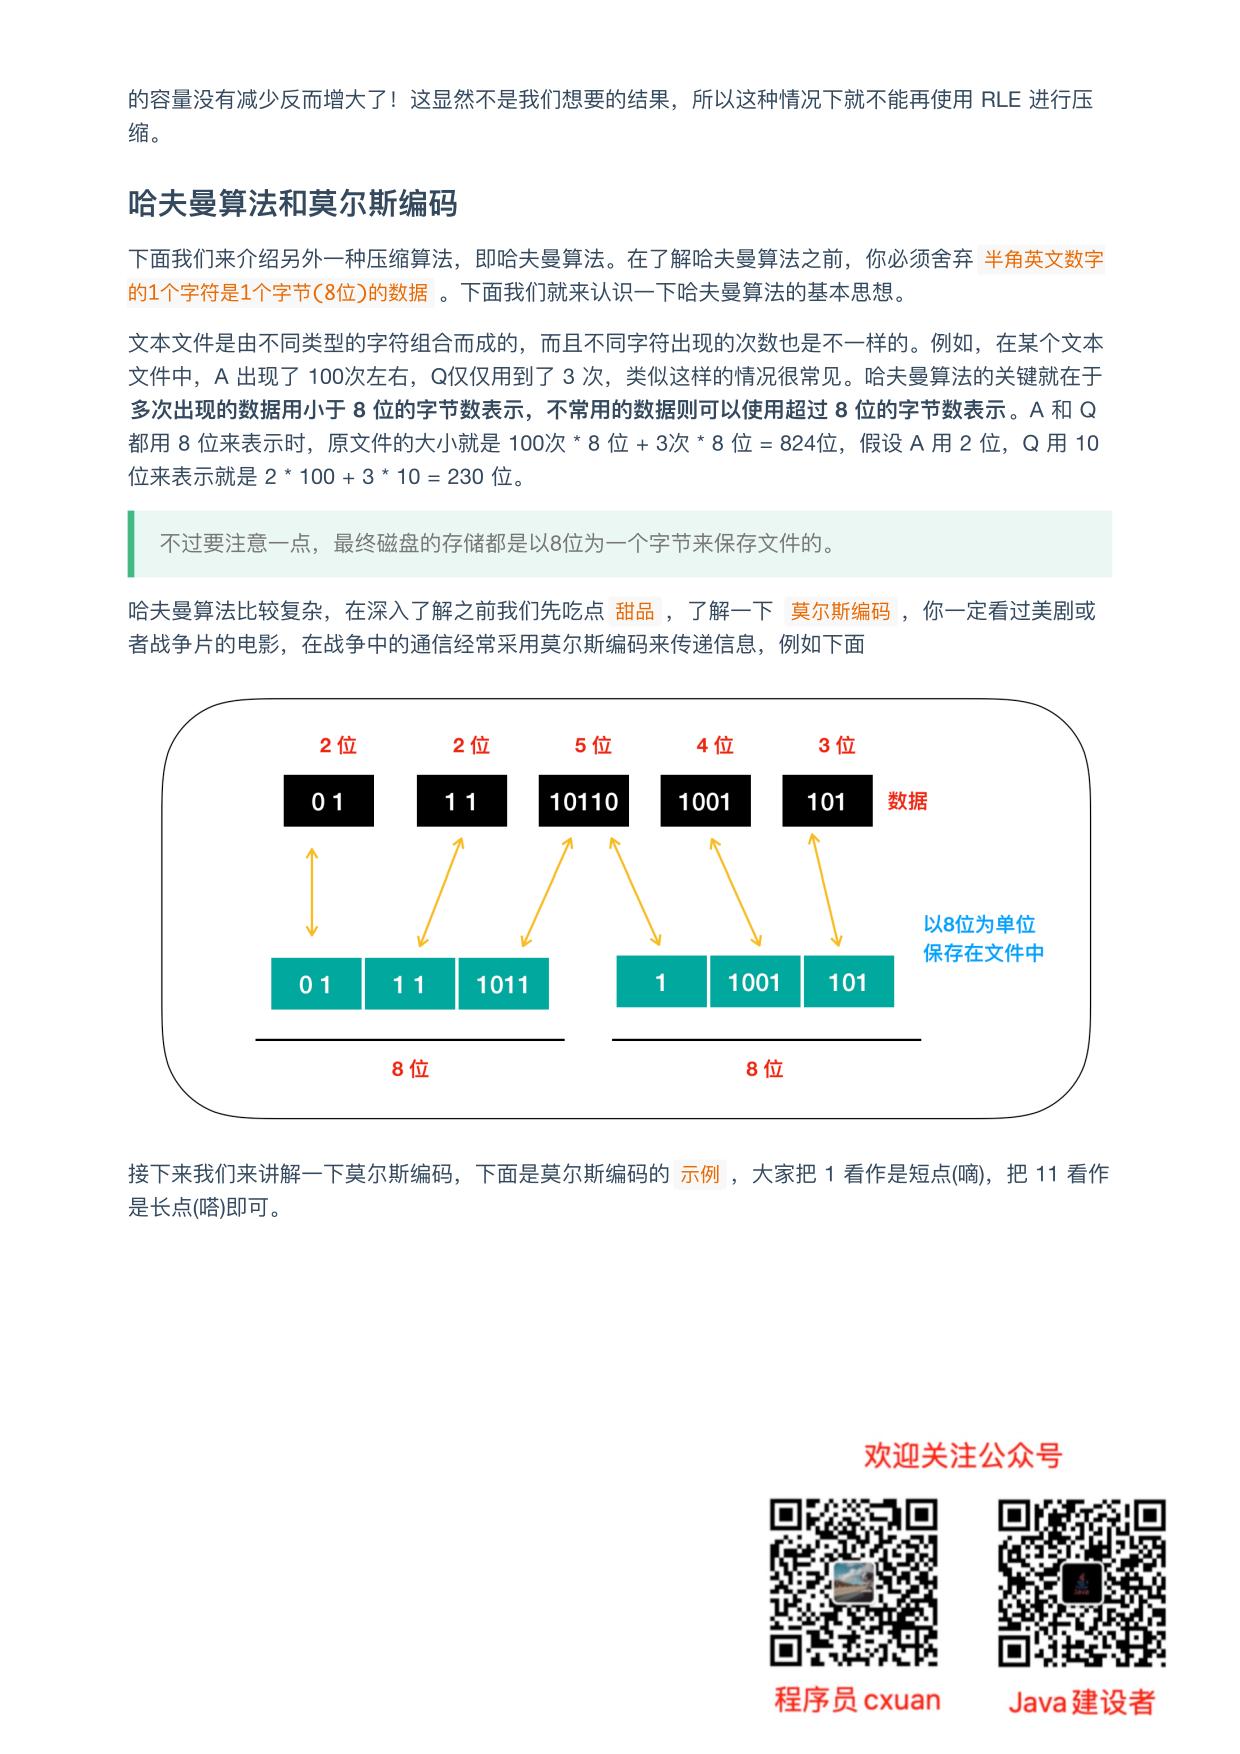 的容量没有减少反而增大了！这显然不是我们想要的结果，所以这种情况下就不能再使用 RLE 进行压
缩。
哈夫曼算法和莫尔斯编码
下面我们来介绍另外一种压缩算法，即哈夫曼算法。在了解哈夫曼算法之前，你必须舍弃 半角英文数字
的1个字符是1个字节(8位)的数据 。下面我们就来认识一下哈夫曼算法的基本思想。
文本文件是由不同类型的字符组合而成的，而且不同字符出现的次数也是不一样的。例如，在某个文本
文件中，A 出现了 100次左右，Q仅仅用到了 3 次，类似这样的情况很常见。哈夫曼算法的关键就在于
多次出现的数据用小于 8 位的字节数表示，不常用的数据则可以使用超过 8 位的字节数表示。A 和 Q
都用 8 位来表示时，原文件的大小就是 100次 * 8 位 + 3次 * 8 位 = 824位，假设 A 用 2 位，Q 用 10
位来表示就是 2 * 100 + 3 * 10 = 230 位。
不过要注意一点，最终磁盘的存储都是以8位为一个字节来保存文件的。
哈夫曼算法比较复杂，在深入了解之前我们先吃点 甜品 ，了解一下 莫尔斯编码 ，你一定看过美剧或
者战争片的电影，在战争中的通信经常采用莫尔斯编码来传递信息，例如下面
2 位 2 位 5 位 4 位 3 位
0 1 1 1 10110 1001 101 数据
以8位为单位
保存在文件中
0 1 1 1 1011 1 1001 101
8 位 8 位
接下来我们来讲解一下莫尔斯编码，下面是莫尔斯编码的 示例 ，大家把 1 看作是短点(嘀)，把 11 看作
是长点(嗒)即可。
欢迎关注公众号
程序员 cxuan Java 建设者